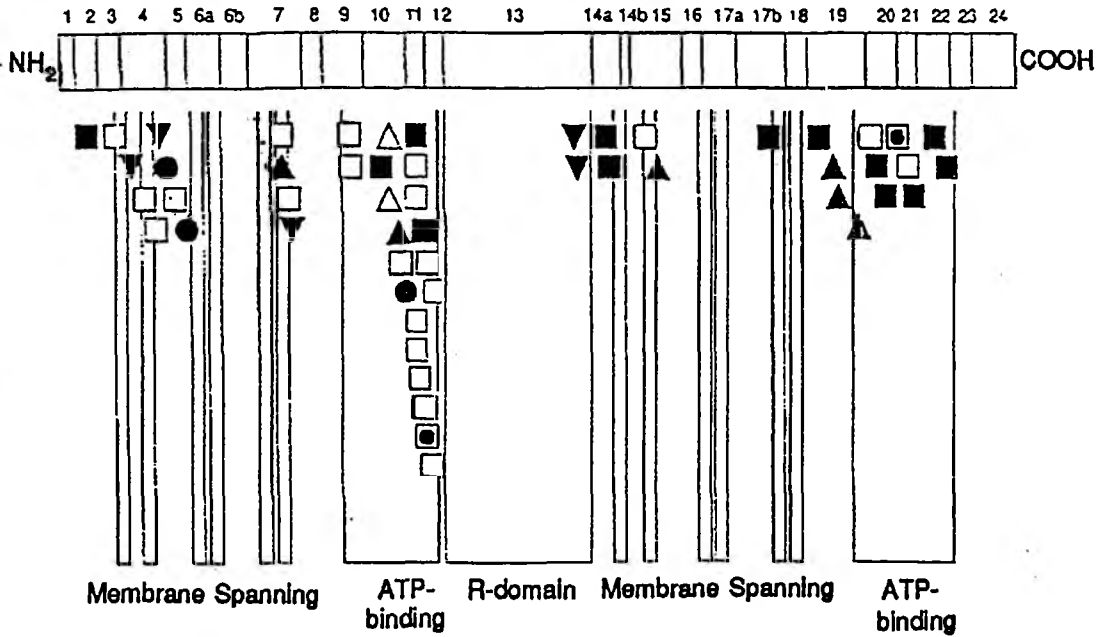 1 2 3 4 5 6a 6b 7 8 9 10 11 12 13 14a 14b 15 16 17a 17b 18 19 20 21 22 23 24
NH2 COOH
Membrane Spanning ATP-binding R-domain Membrane Spanning ATP-binding